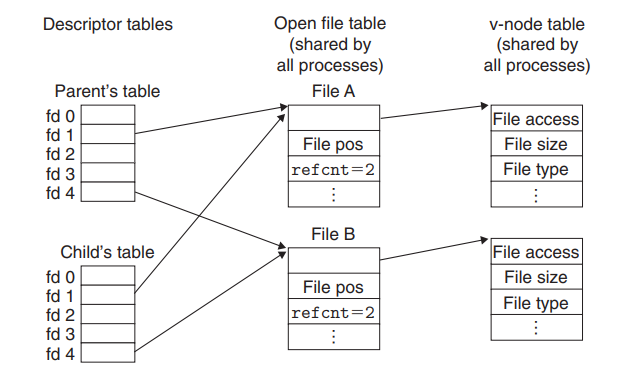 Descriptor tables
Open file table
(shared by
all processes)
v-node table
(shared by
all processes)
Parent's table
fd 0
fd 1
fd 2
fd 3
fd 4
File A
File pos
refcnt=2
⋮
File access
File size
File type
⋮
Child's table
fd 0
fd 1
fd 2
fd 3
fd 4
File B
File pos
refcnt=2
⋮
File access
File size
File type
⋮